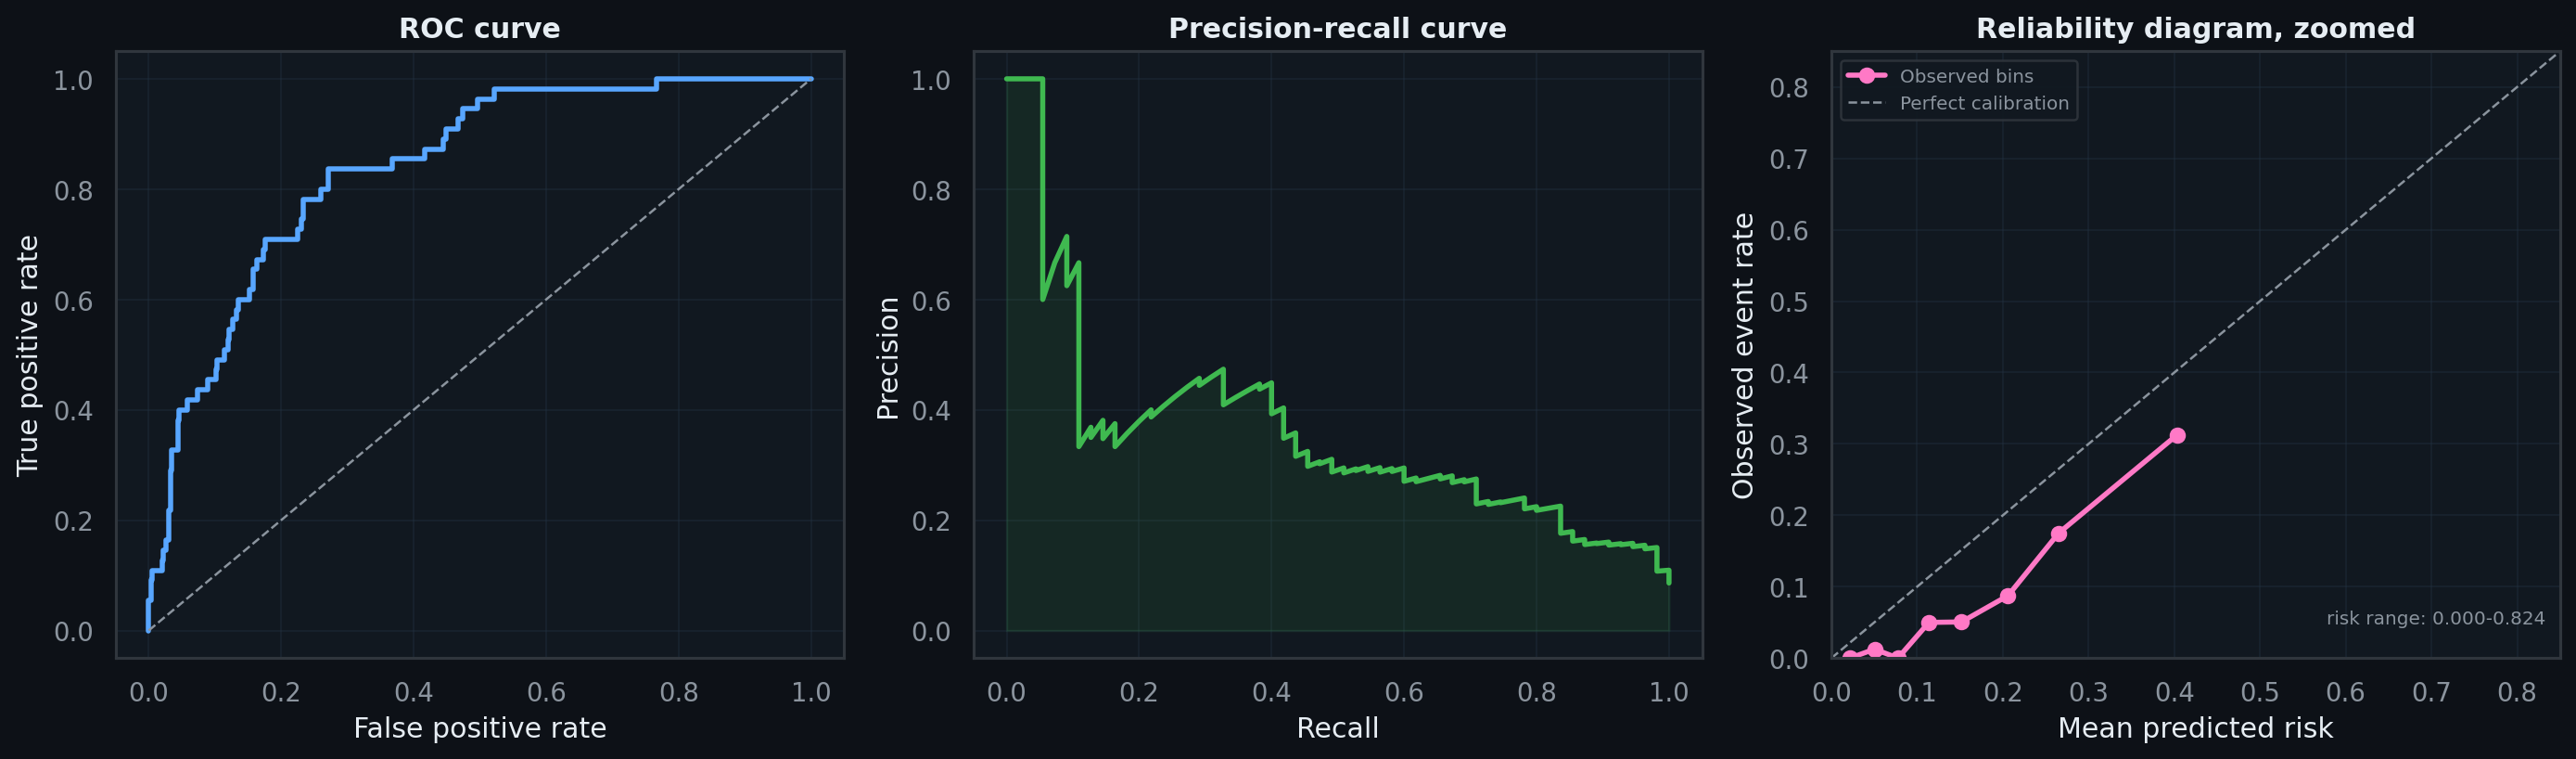 ROC curve
1.0
0.8
0.6
0.4
0.2
0.0
True positive rate
0.0 0.2 0.4 0.6 0.8 1.0
False positive rate
Precision-recall curve
1.0
0.8
0.6
0.4
0.2
0.0
Precision
0.0 0.2 0.4 0.6 0.8 1.0
Recall
Reliability diagram, zoomed
Observed bins
Perfect calibration
0.8
0.7
0.6
0.5
0.4
0.3
0.2
0.1
0.0
Observed event rate
risk range: 0.000-0.824
0.0 0.1 0.2 0.3 0.4 0.5 0.6 0.7 0.8
Mean predicted risk